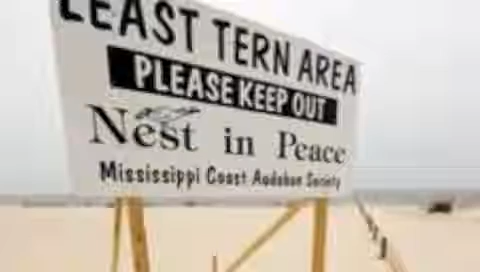 LEAST TERN AREA
PLEASE KEEP OUT
Nest in Peace
Mississippi Coast Audubon Society